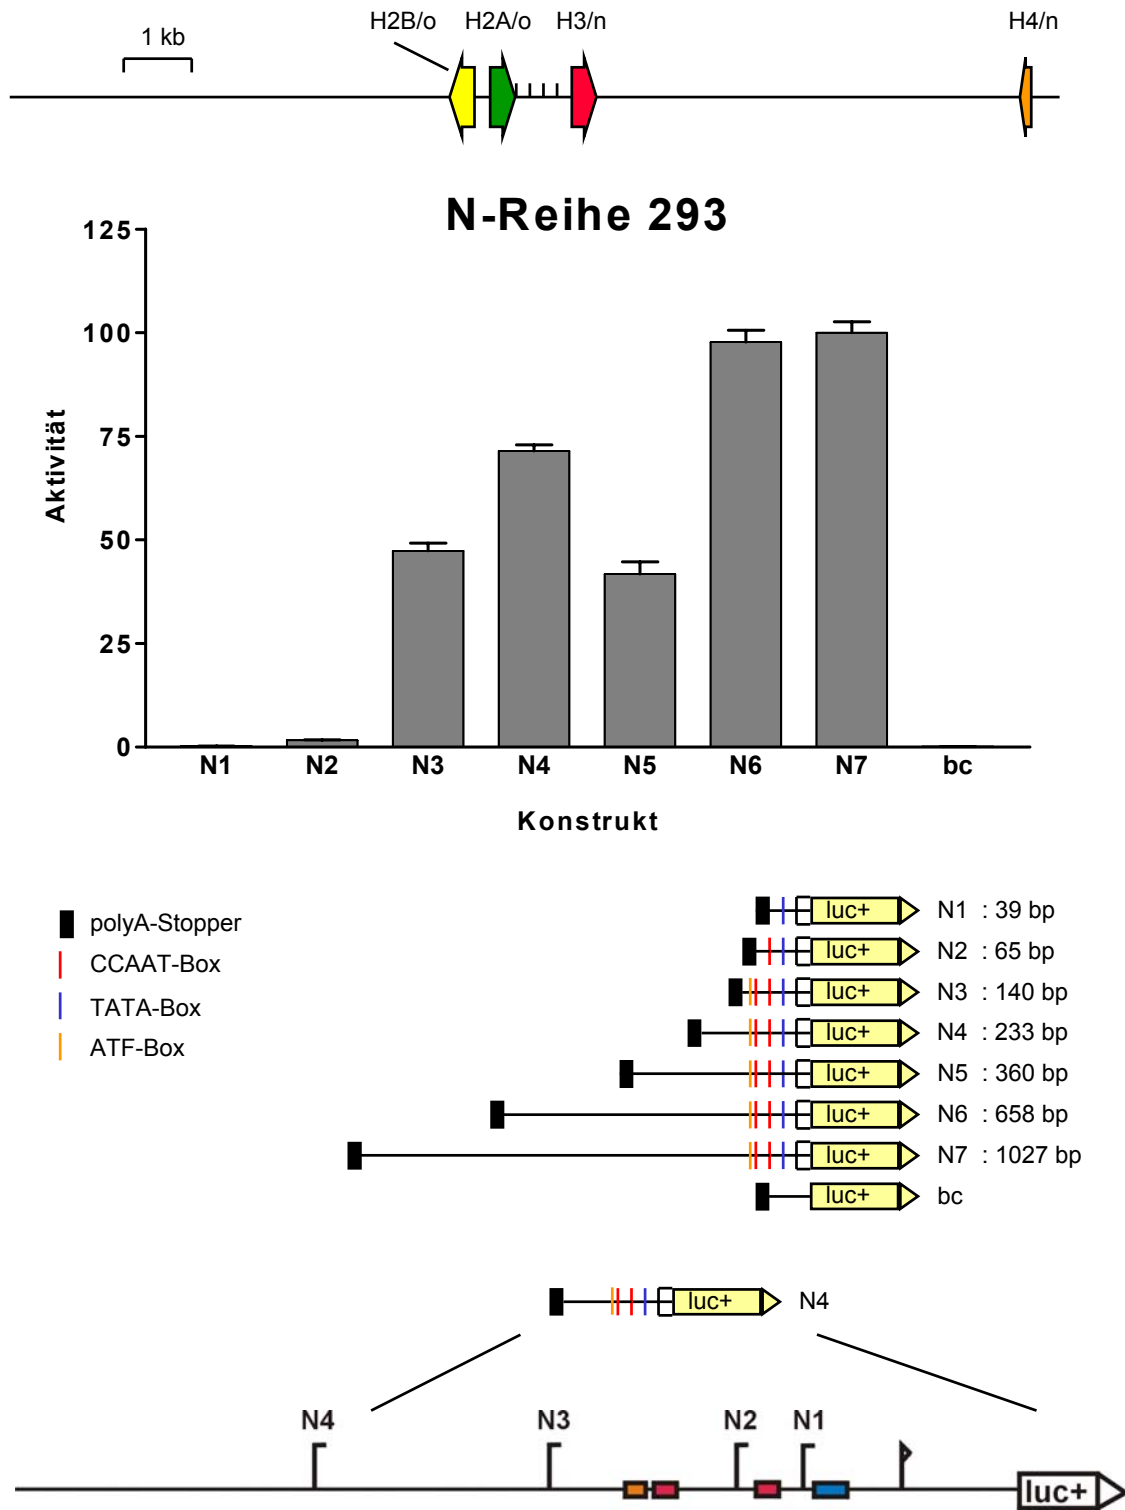 H2B/o H2A/o H3/n H4/n
1 kb
N-Reihe 293
125
100
75
50
25
0
Aktivität
N1 N2 N3 N4 N5 N6 N7 bc
Konstrukt
polyA-Stopper
CCAAT-Box
TATA-Box
ATF-Box
luc+ N1 : 39 bp
luc+ N2 : 65 bp
luc+ N3 : 140 bp
luc+ N4 : 233 bp
luc+ N5 : 360 bp
luc+ N6 : 658 bp
luc+ N7 : 1027 bp
luc+ bc
luc+ N4
N4 N3 N2 N1
luc+